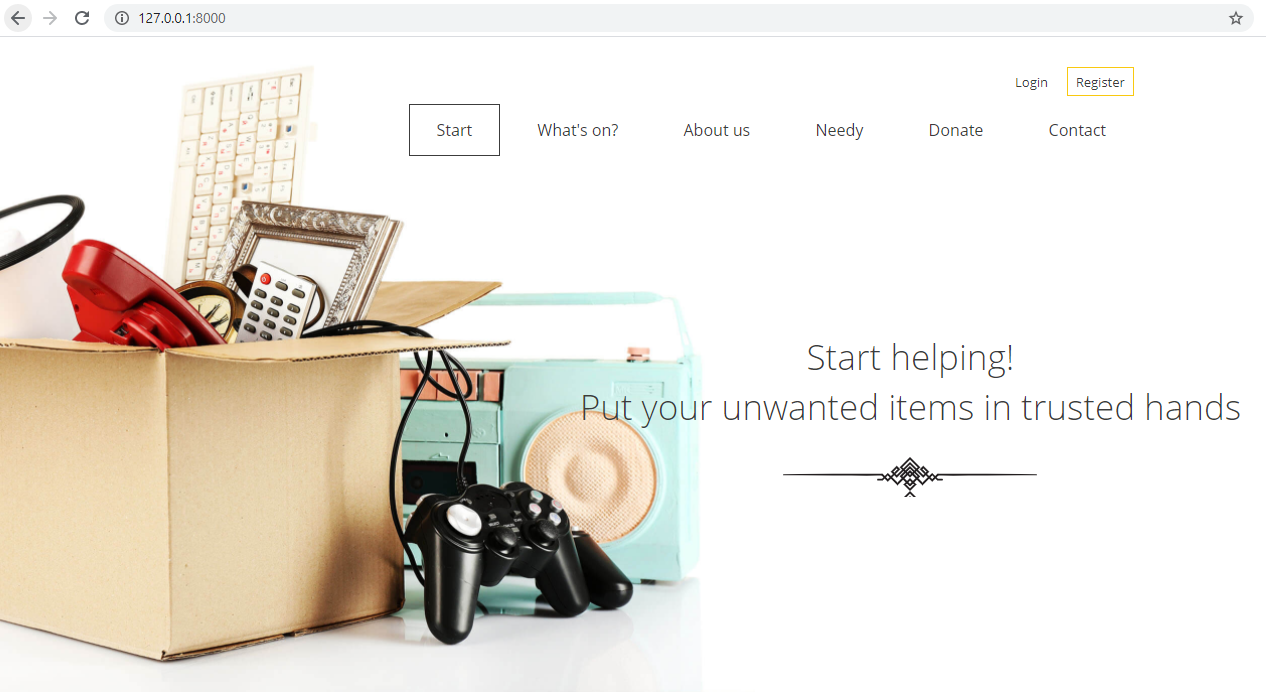 127.0.0.1:8000
Login Register
Start What's on? About us Needy Donate Contact
Start helping!
Put your unwanted items in trusted hands